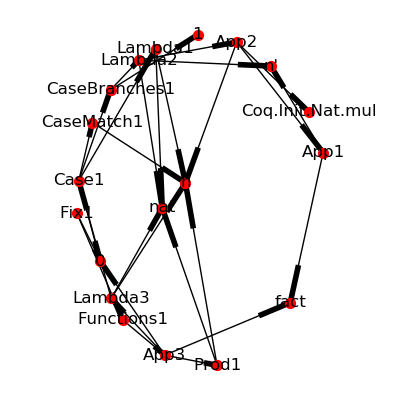 1
App2
Lambda1
Lambda2
n'
CaseBranches1
Coq.Init.Nat.mul
CaseMatch1
App1
Case1
nat
Fix1
Lambda3
fact
Functions1
App3
Prod1